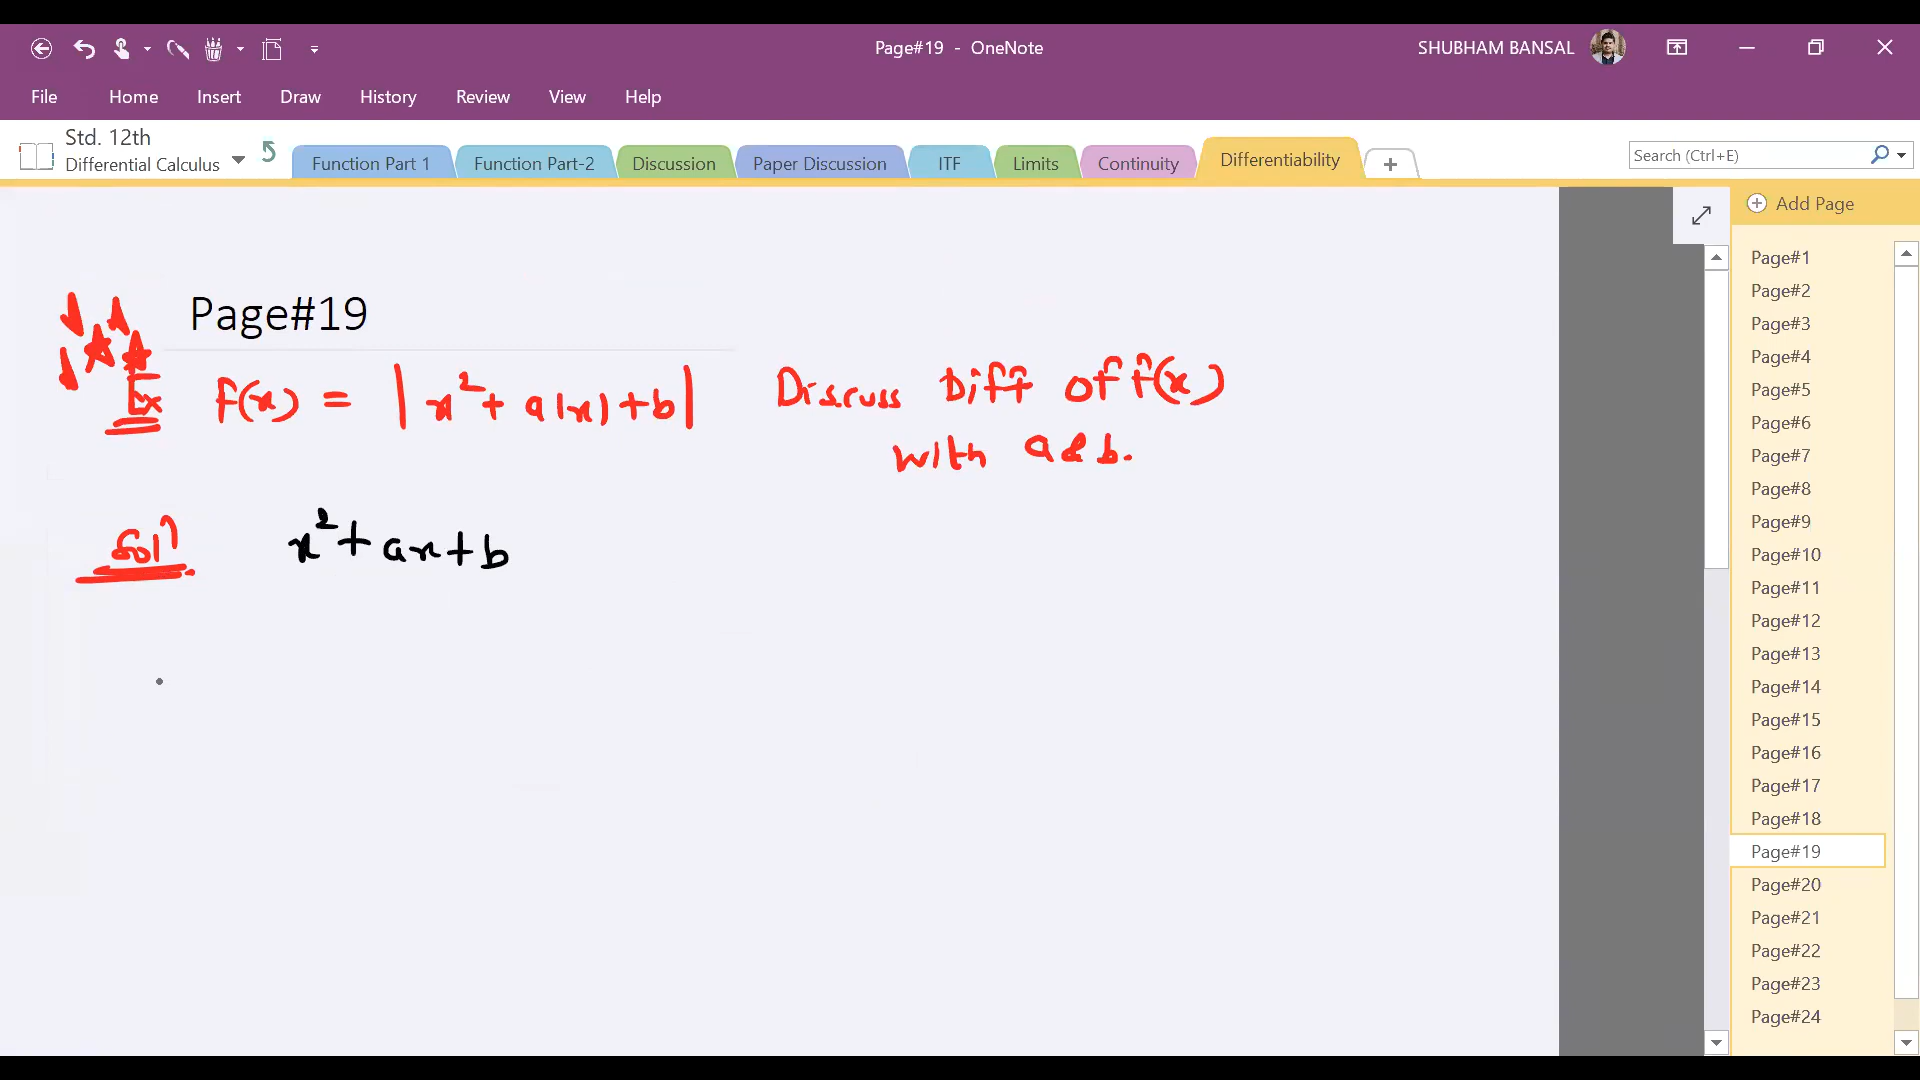 Page#19 - OneNote
SHUBHAM BANSAL
File Home Insert Draw History Review View Help
Std. 12th
Differential Calculus
Function Part 1
Function Part-2
Discussion
Paper Discussion
ITF
Limits
Continuity
Differentiability
Search (Ctrl+E)
Add Page
Page#19
Ex f(x) = |x²+a|x|+b| Discuss Diff of f(x)
with a & b.
Solⁿ x²+ax+b
Page#1
Page#2
Page#3
Page#4
Page#5
Page#6
Page#7
Page#8
Page#9
Page#10
Page#11
Page#12
Page#13
Page#14
Page#15
Page#16
Page#17
Page#18
Page#19
Page#20
Page#21
Page#22
Page#23
Page#24